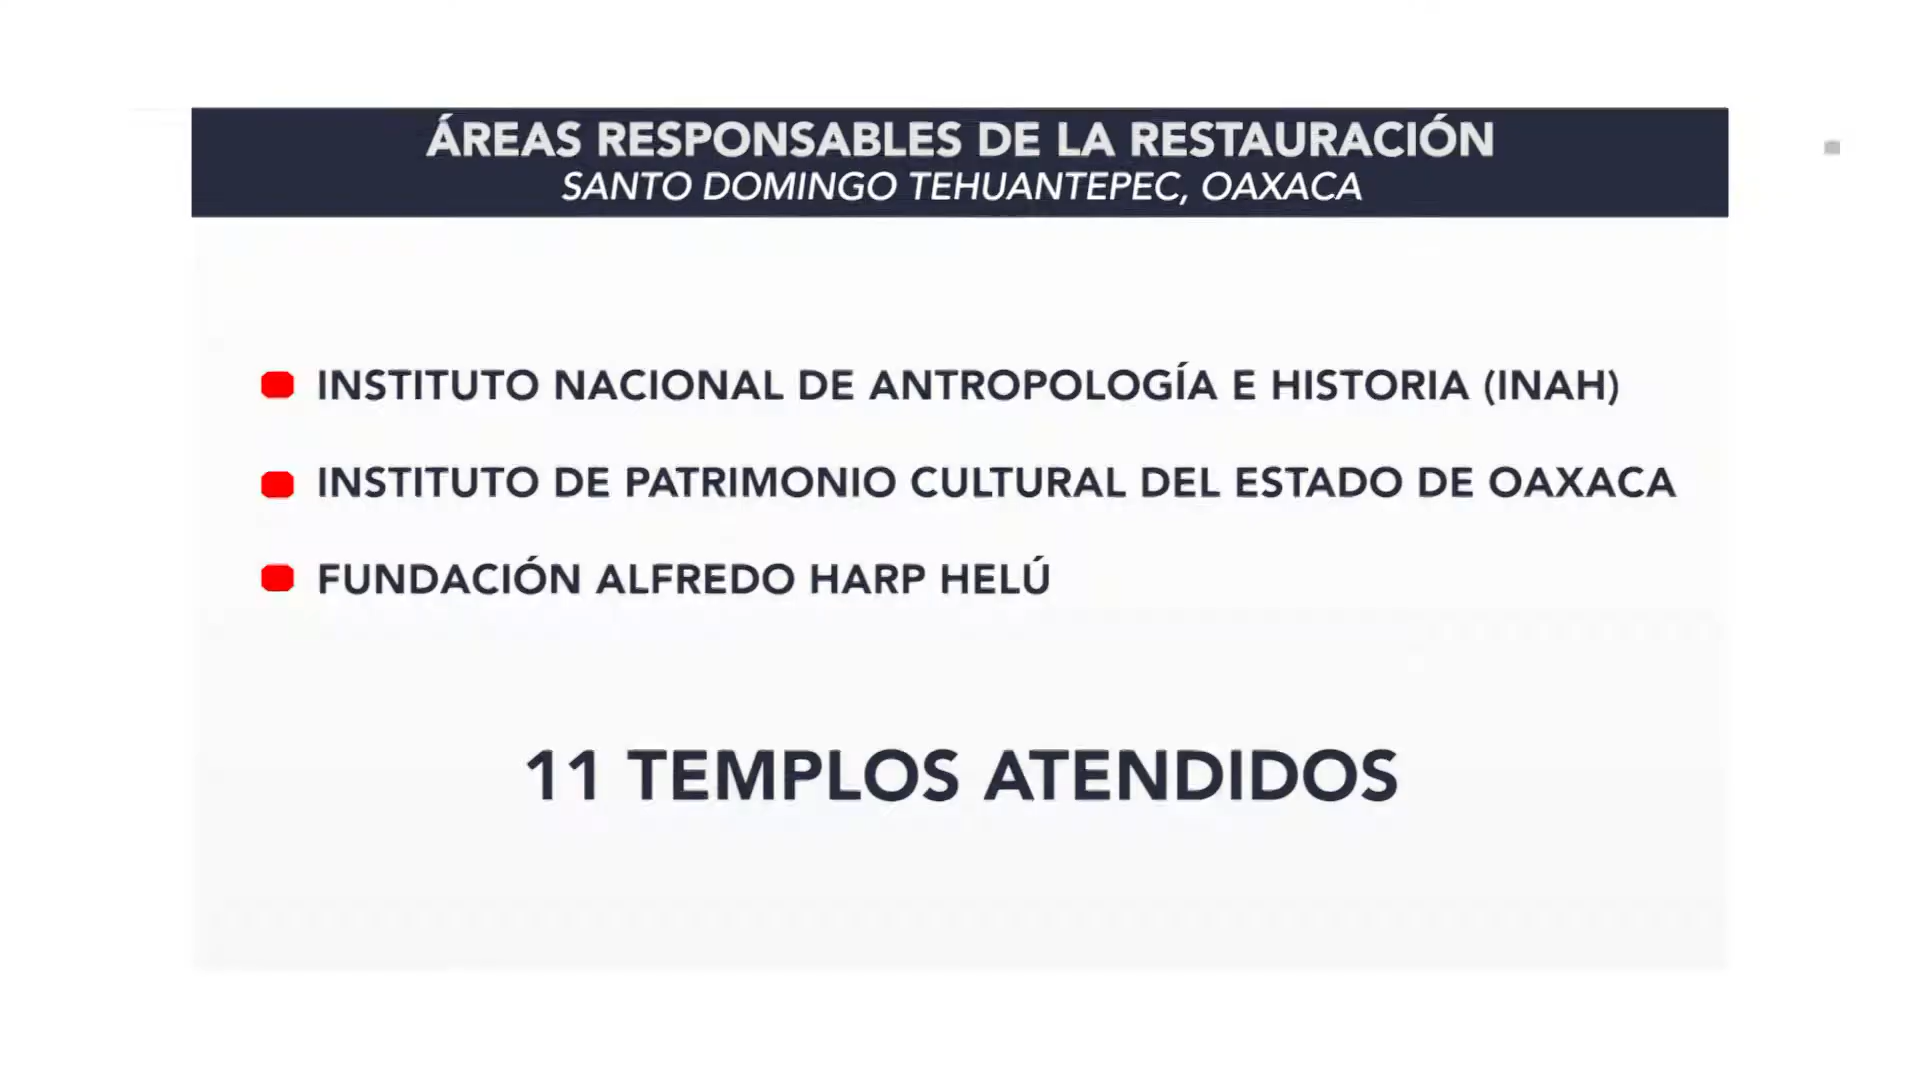 ÁREAS RESPONSABLES DE LA RESTAURACIÓN
SANTO DOMINGO TEHUANTEPEC, OAXACA
INSTITUTO NACIONAL DE ANTROPOLOGÍA E HISTORIA (INAH)
INSTITUTO DE PATRIMONIO CULTURAL DEL ESTADO DE OAXACA
FUNDACIÓN ALFREDO HARP HELÚ
11 TEMPLOS ATENDIDOS